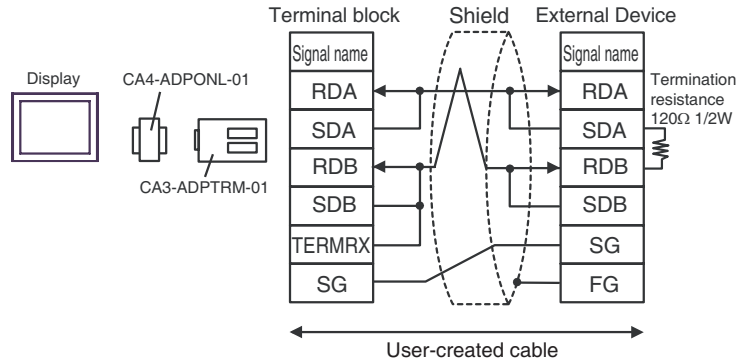 Terminal block
Shield
External Device
Display
CA4-ADPONL-01
CA3-ADPTRM-01
Signal name
RDA
SDA
RDB
SDB
TERMRX
SG
Signal name
RDA
SDA
RDB
SDB
SG
FG
Termination
resistance
120Ω 1/2W
User-created cable